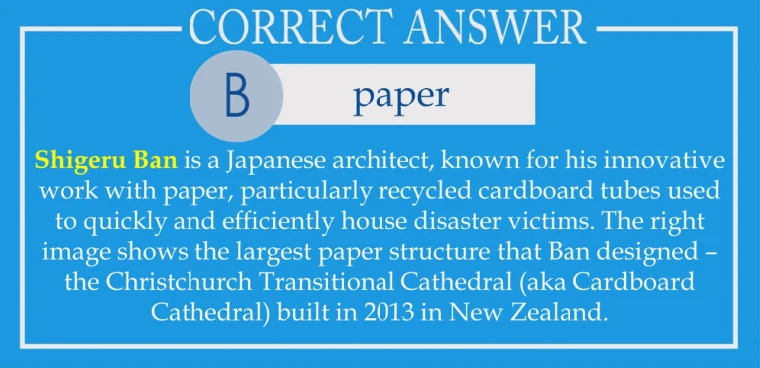 CORRECT ANSWER
B paper
Shigeru Ban is a Japanese architect, known for his innovative
work with paper, particularly recycled cardboard tubes used
to quickly and efficiently house disaster victims. The right
image shows the largest paper structure that Ban designed –
the Christchurch Transitional Cathedral (aka Cardboard
Cathedral) built in 2013 in New Zealand.